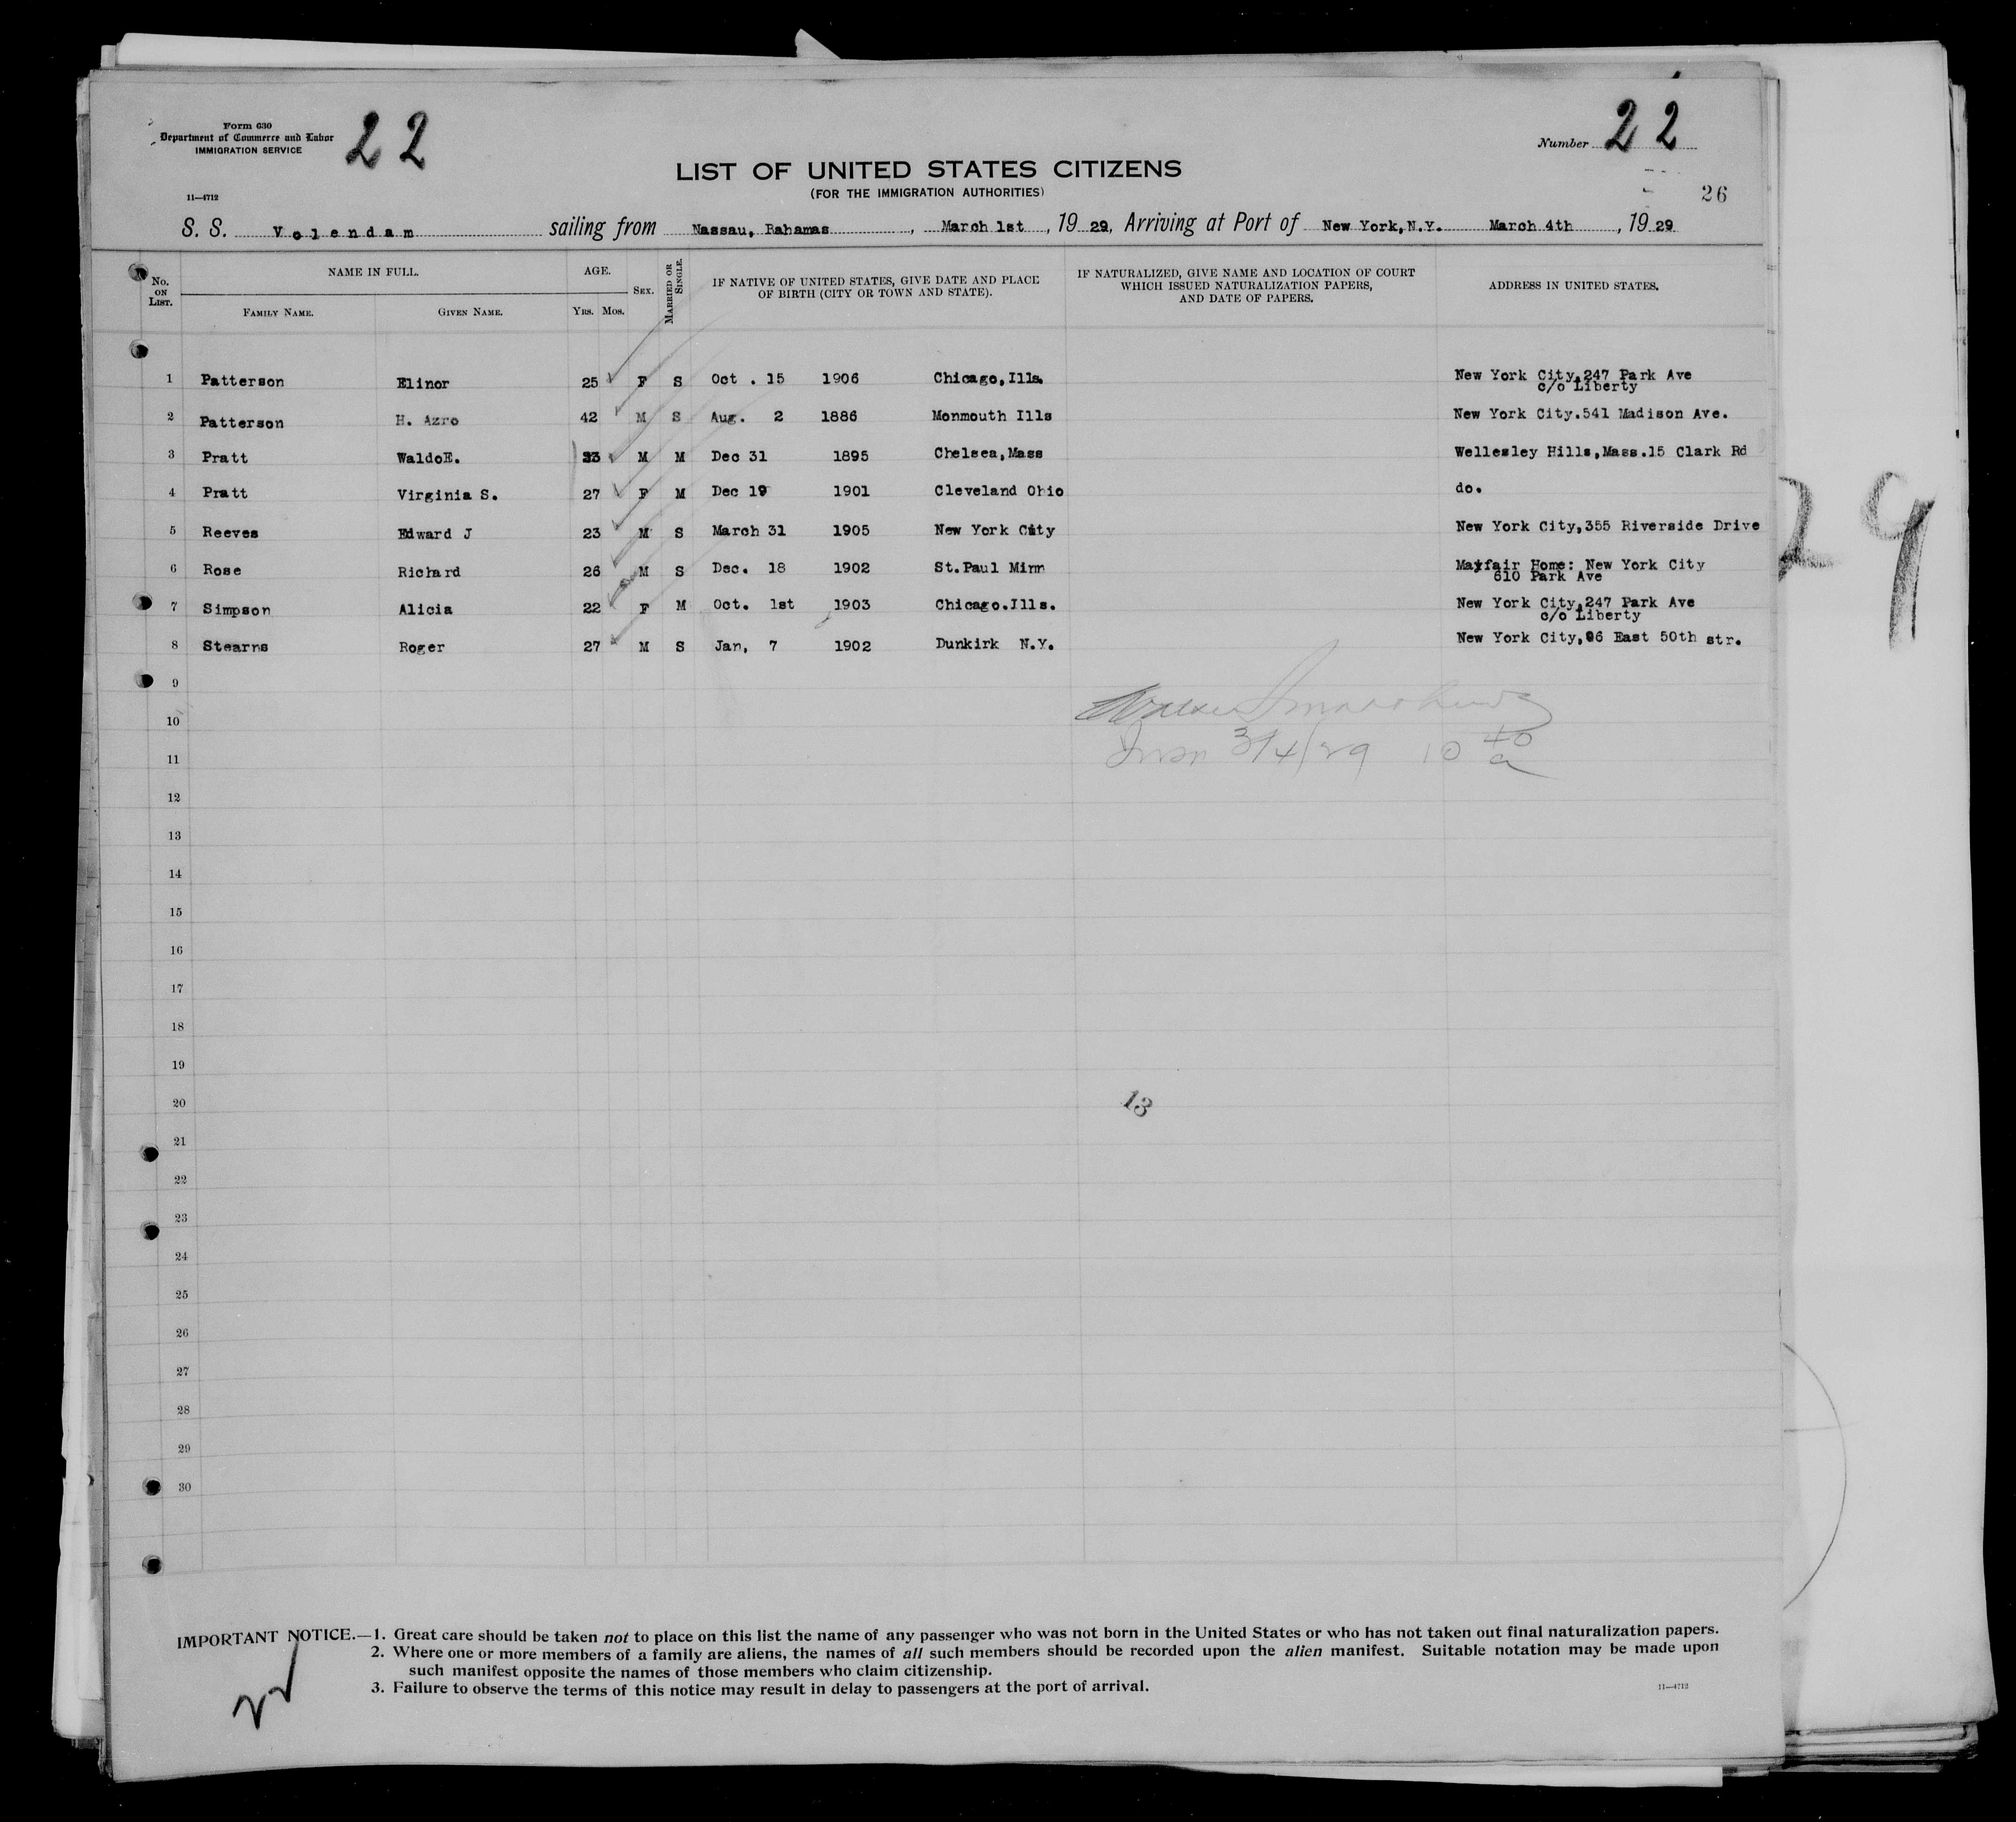 Form 630
Department of Commerce and Labor
IMMIGRATION SERVICE
22
Number 22
LIST OF UNITED STATES CITIZENS
(FOR THE IMMIGRATION AUTHORITIES)
11—4712
26
S. S. Volendam sailing from Nassau, Bahamas, March 1st, 1929, Arriving at Port of New York, N.Y. March 4th, 1929
No. ON LIST. NAME IN FULL. AGE. SEX. MARRIED OR SINGLE. IF NATIVE OF UNITED STATES, GIVE DATE AND PLACE OF BIRTH (CITY OR TOWN AND STATE). IF NATURALIZED, GIVE NAME AND LOCATION OF COURT WHICH ISSUED NATURALIZATION PAPERS, AND DATE OF PAPERS. ADDRESS IN UNITED STATES.
FAMILY NAME. GIVEN NAME. YRS. MOS.
1 Patterson Elinor 25 F S Oct . 15 1906 Chicago, Ills. New York City, 247 Park Ave
c/o Liberty
2 Patterson H. Azro 42 M S Aug. 2 1886 Monmouth Ills New York City. 541 Madison Ave.
3 Pratt WaldoE. 33 M M Dec 31 1895 Chelsea, Mass Wellesley Hills, Mass. 15 Clark Rd
4 Pratt Virginia S. 27 F M Dec 19 1901 Cleveland Ohio do.
5 Reeves Edward J 23 M S March 31 1905 New York City New York City, 355 Riverside Drive
6 Rose Richard 26 M S Dec. 18 1902 St. Paul Minn Mayfair Home: New York City
610 Park Ave
7 Simpson Alicia 22 F M Oct. 1st 1903 Chicago. Ills. New York City, 247 Park Ave
c/o Liberty
8 Stearns Roger 27 M S Jan, 7 1902 Dunkirk N.Y. New York City, 96 East 50th str.
9
10
11 3/4/29 10 40 a
12
13
14
15
16
17
18
19
20
13
21
22
23
24
25
26
27
28
29
30
29
IMPORTANT NOTICE.—1. Great care should be taken not to place on this list the name of any passenger who was not born in the United States or who has not taken out final naturalization papers.
2. Where one or more members of a family are aliens, the names of all such members should be recorded upon the alien manifest. Suitable notation may be made upon
such manifest opposite the names of those members who claim citizenship.
3. Failure to observe the terms of this notice may result in delay to passengers at the port of arrival.
11—4712